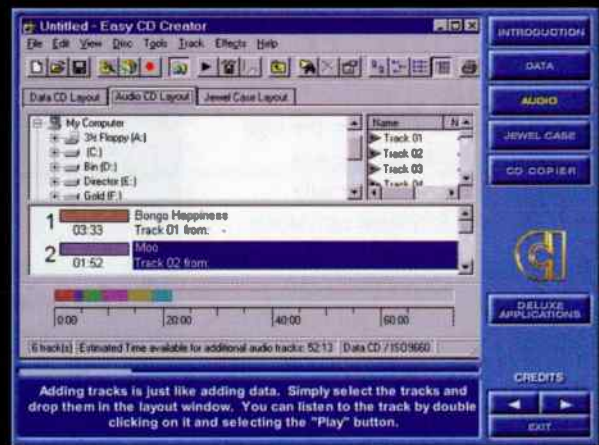 Untitled - Easy CD Creator
File Edit View Disc Tools Track Effects Help
Data CD Layout Audio CD Layout Jewel Case Layout
My Computer
3½ Floppy (A:)
(C:)
Bin (D:)
Director (E:)
Gold (F:)
Name N
Track 01
Track 02
Track 03
Track 04
1 Bongo Happiness
03:33 Track 01 from: -
2 Moo
01:52 Track 02 from:
0:00 20:00 40:00 60:00
6 track(s) Estimated Time available for additional audio tracks: 52:13 Data CD / ISO9660
Adding tracks is just like adding data. Simply select the tracks and
drop them in the layout window. You can listen to the track by double
clicking on it and selecting the "Play" button.
INTRODUCTION
DATA
AUDIO
JEWEL CASE
CD COPIER
DELUXE
APPLICATIONS
CREDITS
EXIT